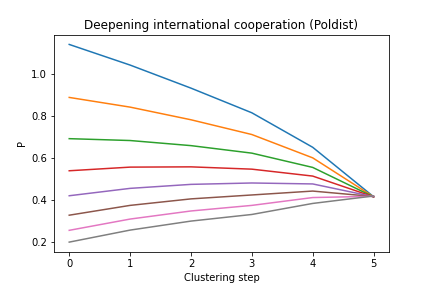 Deepening international cooperation (Poldist)
P
1.0
0.8
0.6
0.4
0.2
0 1 2 3 4 5
Clustering step